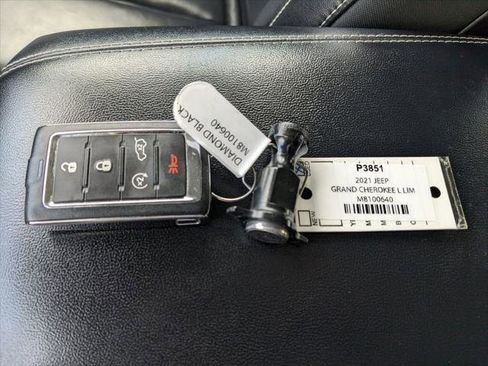 DIAMOND BLACK
M8100640
P3851
2021 JEEP
GRAND CHEROKEE L LIM
M8100640
Y
M
M
B
C